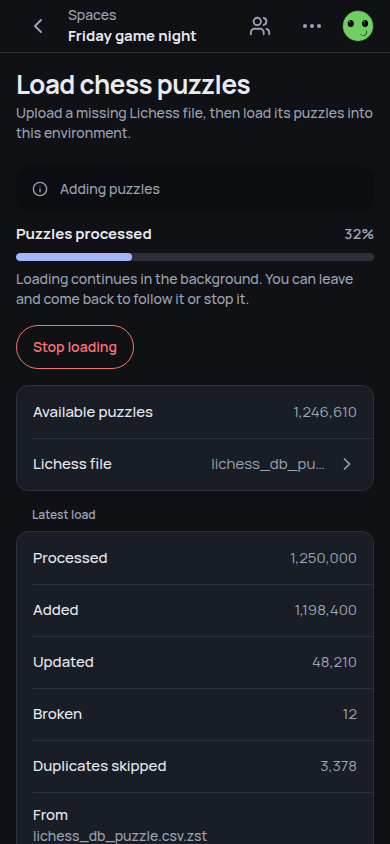 Spaces
Friday game night
Load chess puzzles
Upload a missing Lichess file, then load its puzzles into
this environment.
Adding puzzles
Puzzles processed 32%
Loading continues in the background. You can leave
and come back to follow it or stop it.
Stop loading
Available puzzles 1,246,610
Lichess file lichess_db_pu...
Latest load
Processed 1,250,000
Added 1,198,400
Updated 48,210
Broken 12
Duplicates skipped 3,378
From
lichess_db_puzzle.csv.zst